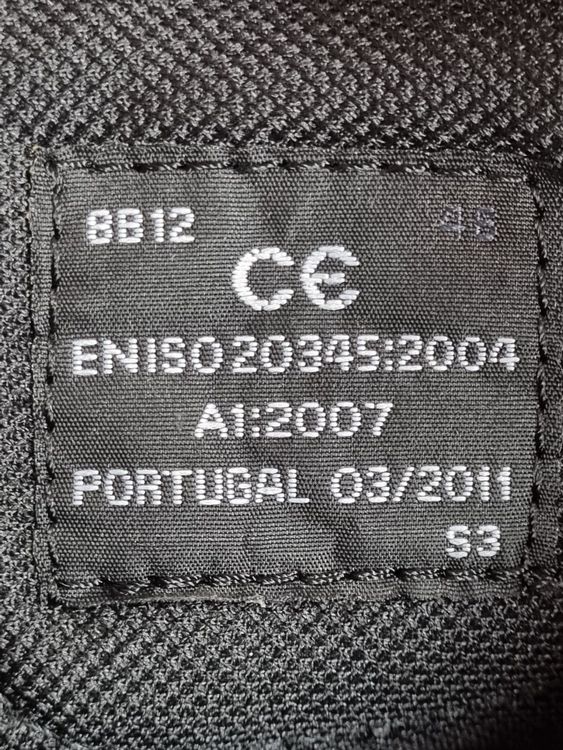 8B12
CE
EN ISO 20345:2004
A1:2007
PORTUGAL 03/2011
S3